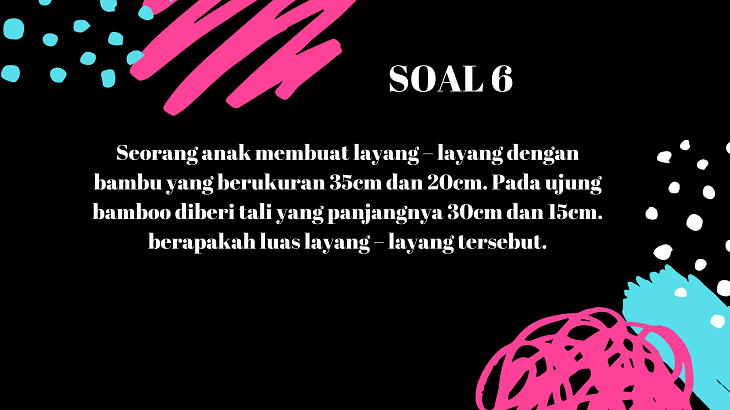 SOAL 6
Seorang anak membuat layang – layang dengan
bambu yang berukuran 35cm dan 20cm. Pada ujung
bamboo diberi tali yang panjangnya 30cm dan 15cm.
berapakah luas layang – layang tersebut.